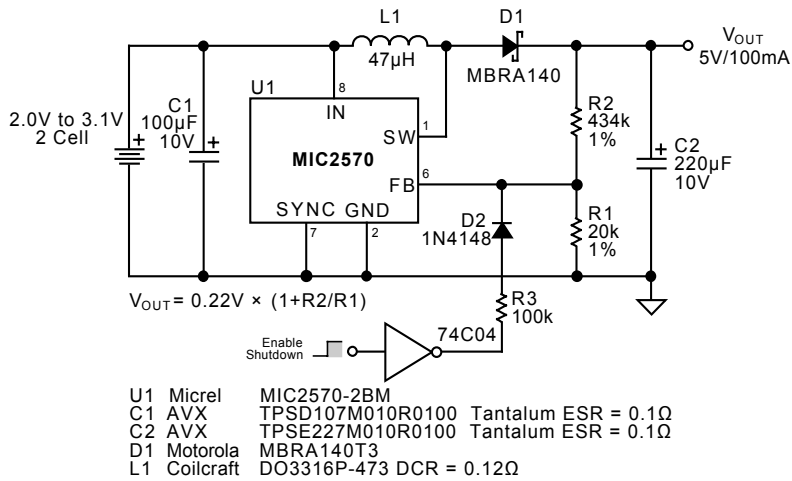 L1
47µH
D1
MBRA140
VOUT
5V/100mA
U1
8
IN
2.0V to 3.1V
2 Cell
+
C1
100µF
10V
+
SW
1
MIC2570
FB
6
R2
434k
1%
C2
220µF
10V
+
SYNC
GND
7
2
D2
1N4148
R1
20k
1%
VOUT = 0.22V × (1+R2/R1)
R3
100k
Enable
Shutdown
74C04
U1 Micrel MIC2570-2BM
C1 AVX TPSD107M010R0100 Tantalum ESR = 0.1Ω
C2 AVX TPSE227M010R0100 Tantalum ESR = 0.1Ω
D1 Motorola MBRA140T3
L1 Coilcraft DO3316P-473 DCR = 0.12Ω